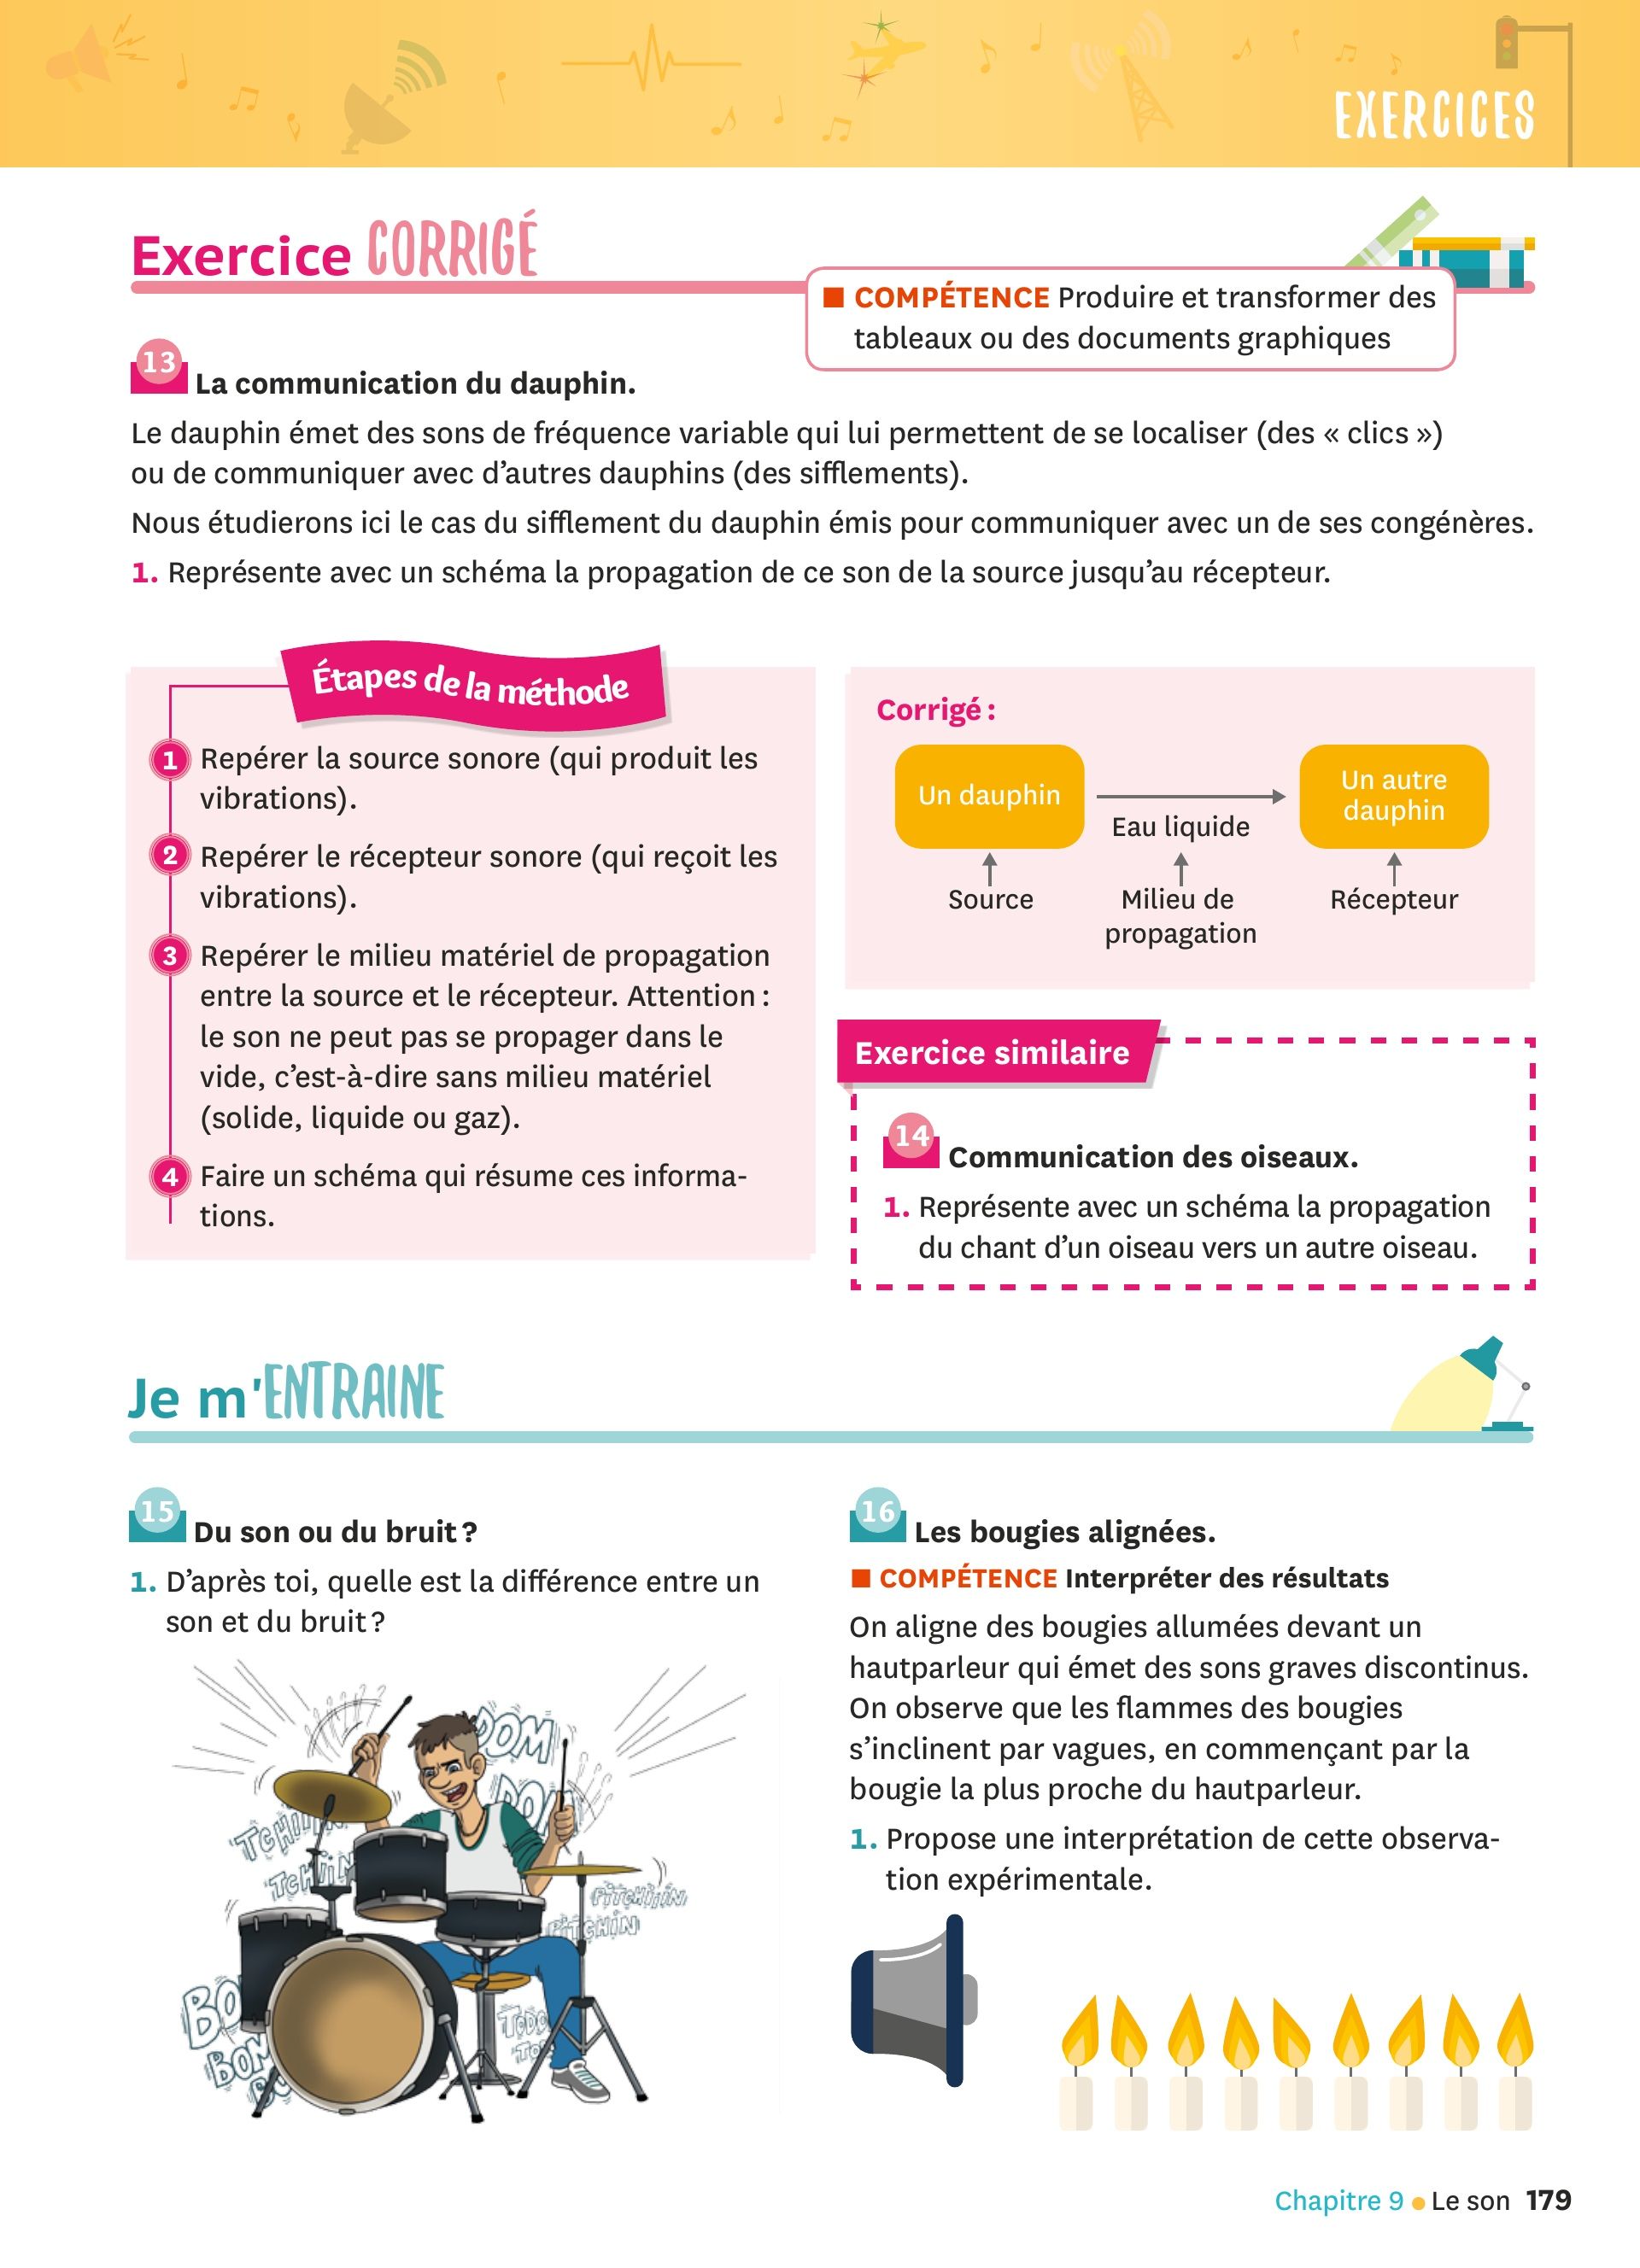 EXERCICES
Exercice CORRIGÉ
■ COMPÉTENCE Produire et transformer des
tableaux ou des documents graphiques
13 La communication du dauphin.
Le dauphin émet des sons de fréquence variable qui lui permettent de se localiser (des « clics »)
ou de communiquer avec d'autres dauphins (des sifflements).
Nous étudierons ici le cas du sifflement du dauphin émis pour communiquer avec un de ses congénères.
1. Représente avec un schéma la propagation de ce son de la source jusqu'au récepteur.
Étapes de la méthode
1 Repérer la source sonore (qui produit les
vibrations).
2 Repérer le récepteur sonore (qui reçoit les
vibrations).
3 Repérer le milieu matériel de propagation
entre la source et le récepteur. Attention :
le son ne peut pas se propager dans le
vide, c'est-à-dire sans milieu matériel
(solide, liquide ou gaz).
4 Faire un schéma qui résume ces informa-
tions.
Corrigé :
Un dauphin
Eau liquide
Un autre
dauphin
Source
Milieu de
propagation
Récepteur
Exercice similaire
14 Communication des oiseaux.
1. Représente avec un schéma la propagation
du chant d'un oiseau vers un autre oiseau.
Je m'ENTRAINE
15 Du son ou du bruit ?
1. D'après toi, quelle est la différence entre un
son et du bruit ?
TCHIIN
PITCHIN
16 Les bougies alignées.
■ COMPÉTENCE Interpréter des résultats
On aligne des bougies allumées devant un
hautparleur qui émet des sons graves discontinus.
On observe que les flammes des bougies
s'inclinent par vagues, en commençant par la
bougie la plus proche du hautparleur.
1. Propose une interprétation de cette observa-
tion expérimentale.
Chapitre 9 • Le son 179